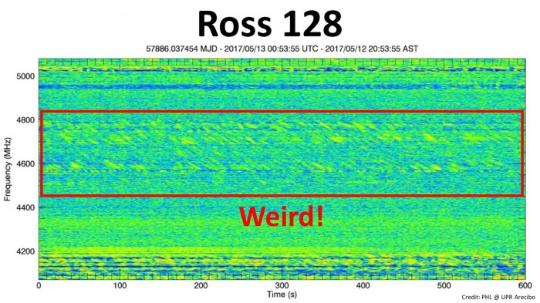 Ross 128
57886.037454 MJD - 2017/05/13 00:53:55 UTC - 2017/05/12 20:53:55 AST
5000
4800
4600
4400
4200
Frequency (MHz)
Weird!
0
100
200
300
400
500
600
Time (s)
Credit: PHL @ UPR Arecibo